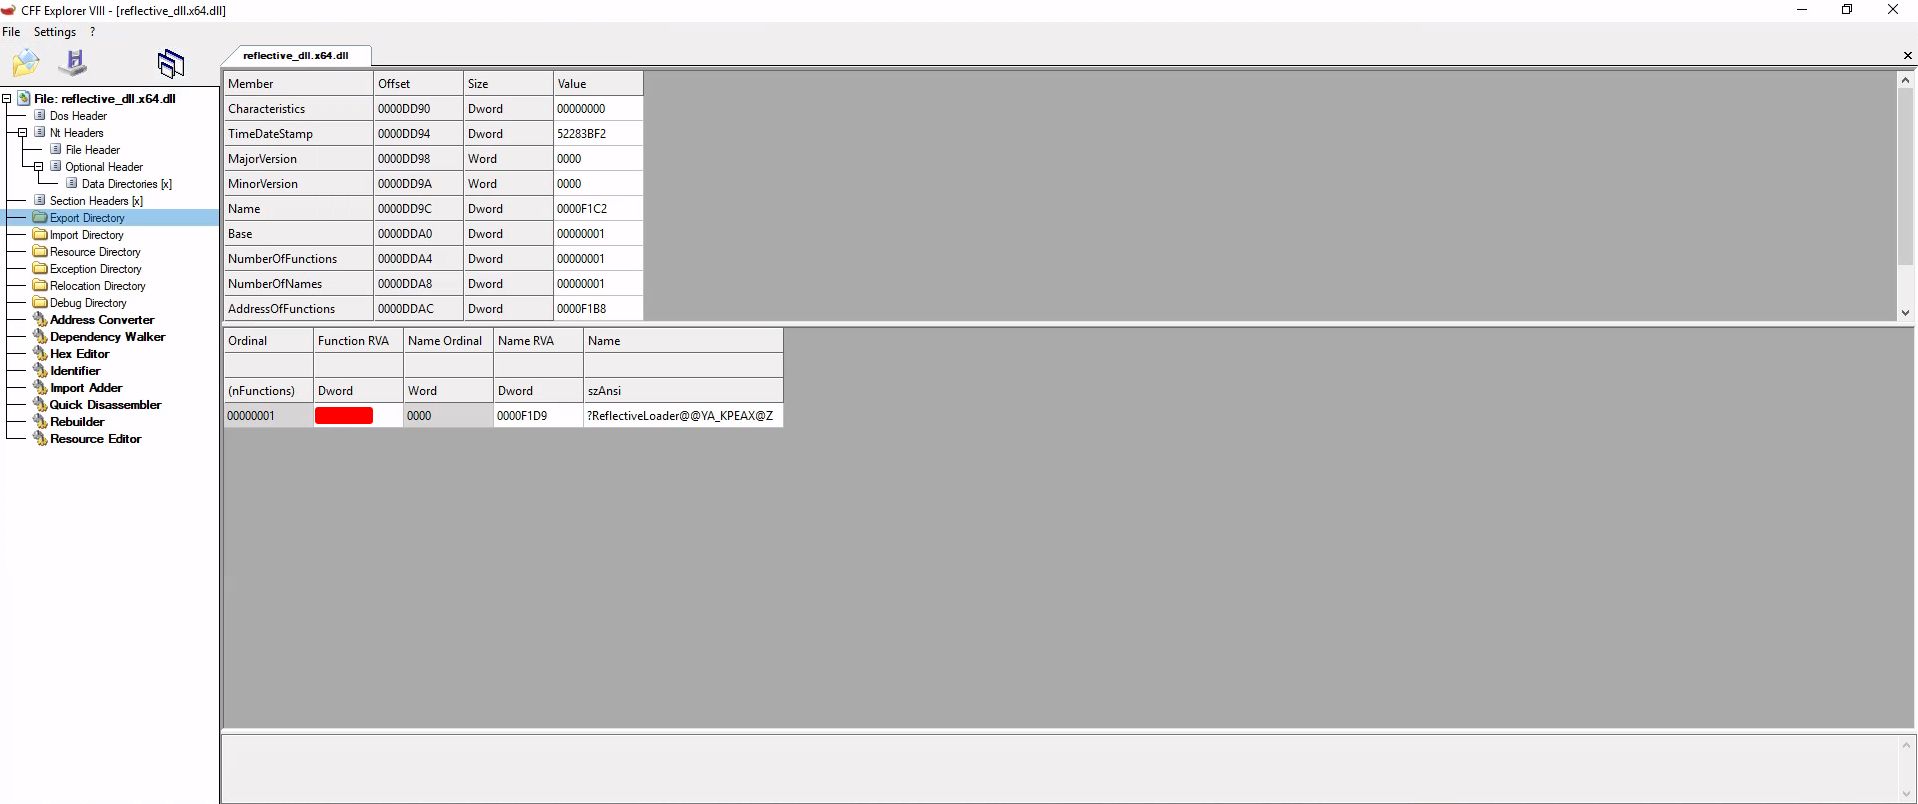 CFF Explorer VIII - [reflective_dll.x64.dll]
File Settings ?
reflective_dll.x64.dll
File: reflective_dll.x64.dll
Dos Header
Nt Headers
File Header
Optional Header
Data Directories [x]
Section Headers [x]
Export Directory
Import Directory
Resource Directory
Exception Directory
Relocation Directory
Debug Directory
Address Converter
Dependency Walker
Hex Editor
Identifier
Import Adder
Quick Disassembler
Rebuilder
Resource Editor
Member Offset Size Value
Characteristics 0000DD90 Dword 00000000
TimeDateStamp 0000DD94 Dword 52283BF2
MajorVersion 0000DD98 Word 0000
MinorVersion 0000DD9A Word 0000
Name 0000DD9C Dword 0000F1C2
Base 0000DDA0 Dword 00000001
NumberOfFunctions 0000DDA4 Dword 00000001
NumberOfNames 0000DDA8 Dword 00000001
AddressOfFunctions 0000DDAC Dword 0000F1B8
Ordinal Function RVA Name Ordinal Name RVA Name
(nFunctions) Dword Word Dword szAnsi
00000001 0000 0000F1D9 ?ReflectiveLoader@@YA_KPEAX@Z